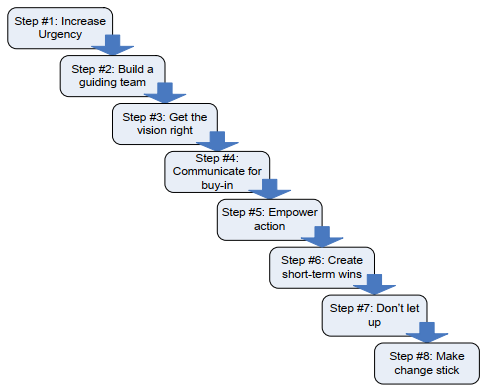 Step #1: Increase
Urgency
Step #2: Build a
guiding team
Step #3: Get the
vision right
Step #4:
Communicate for
buy-in
Step #5: Empower
action
Step #6: Create
short-term wins
Step #7: Don’t let
up
Step #8: Make
change stick